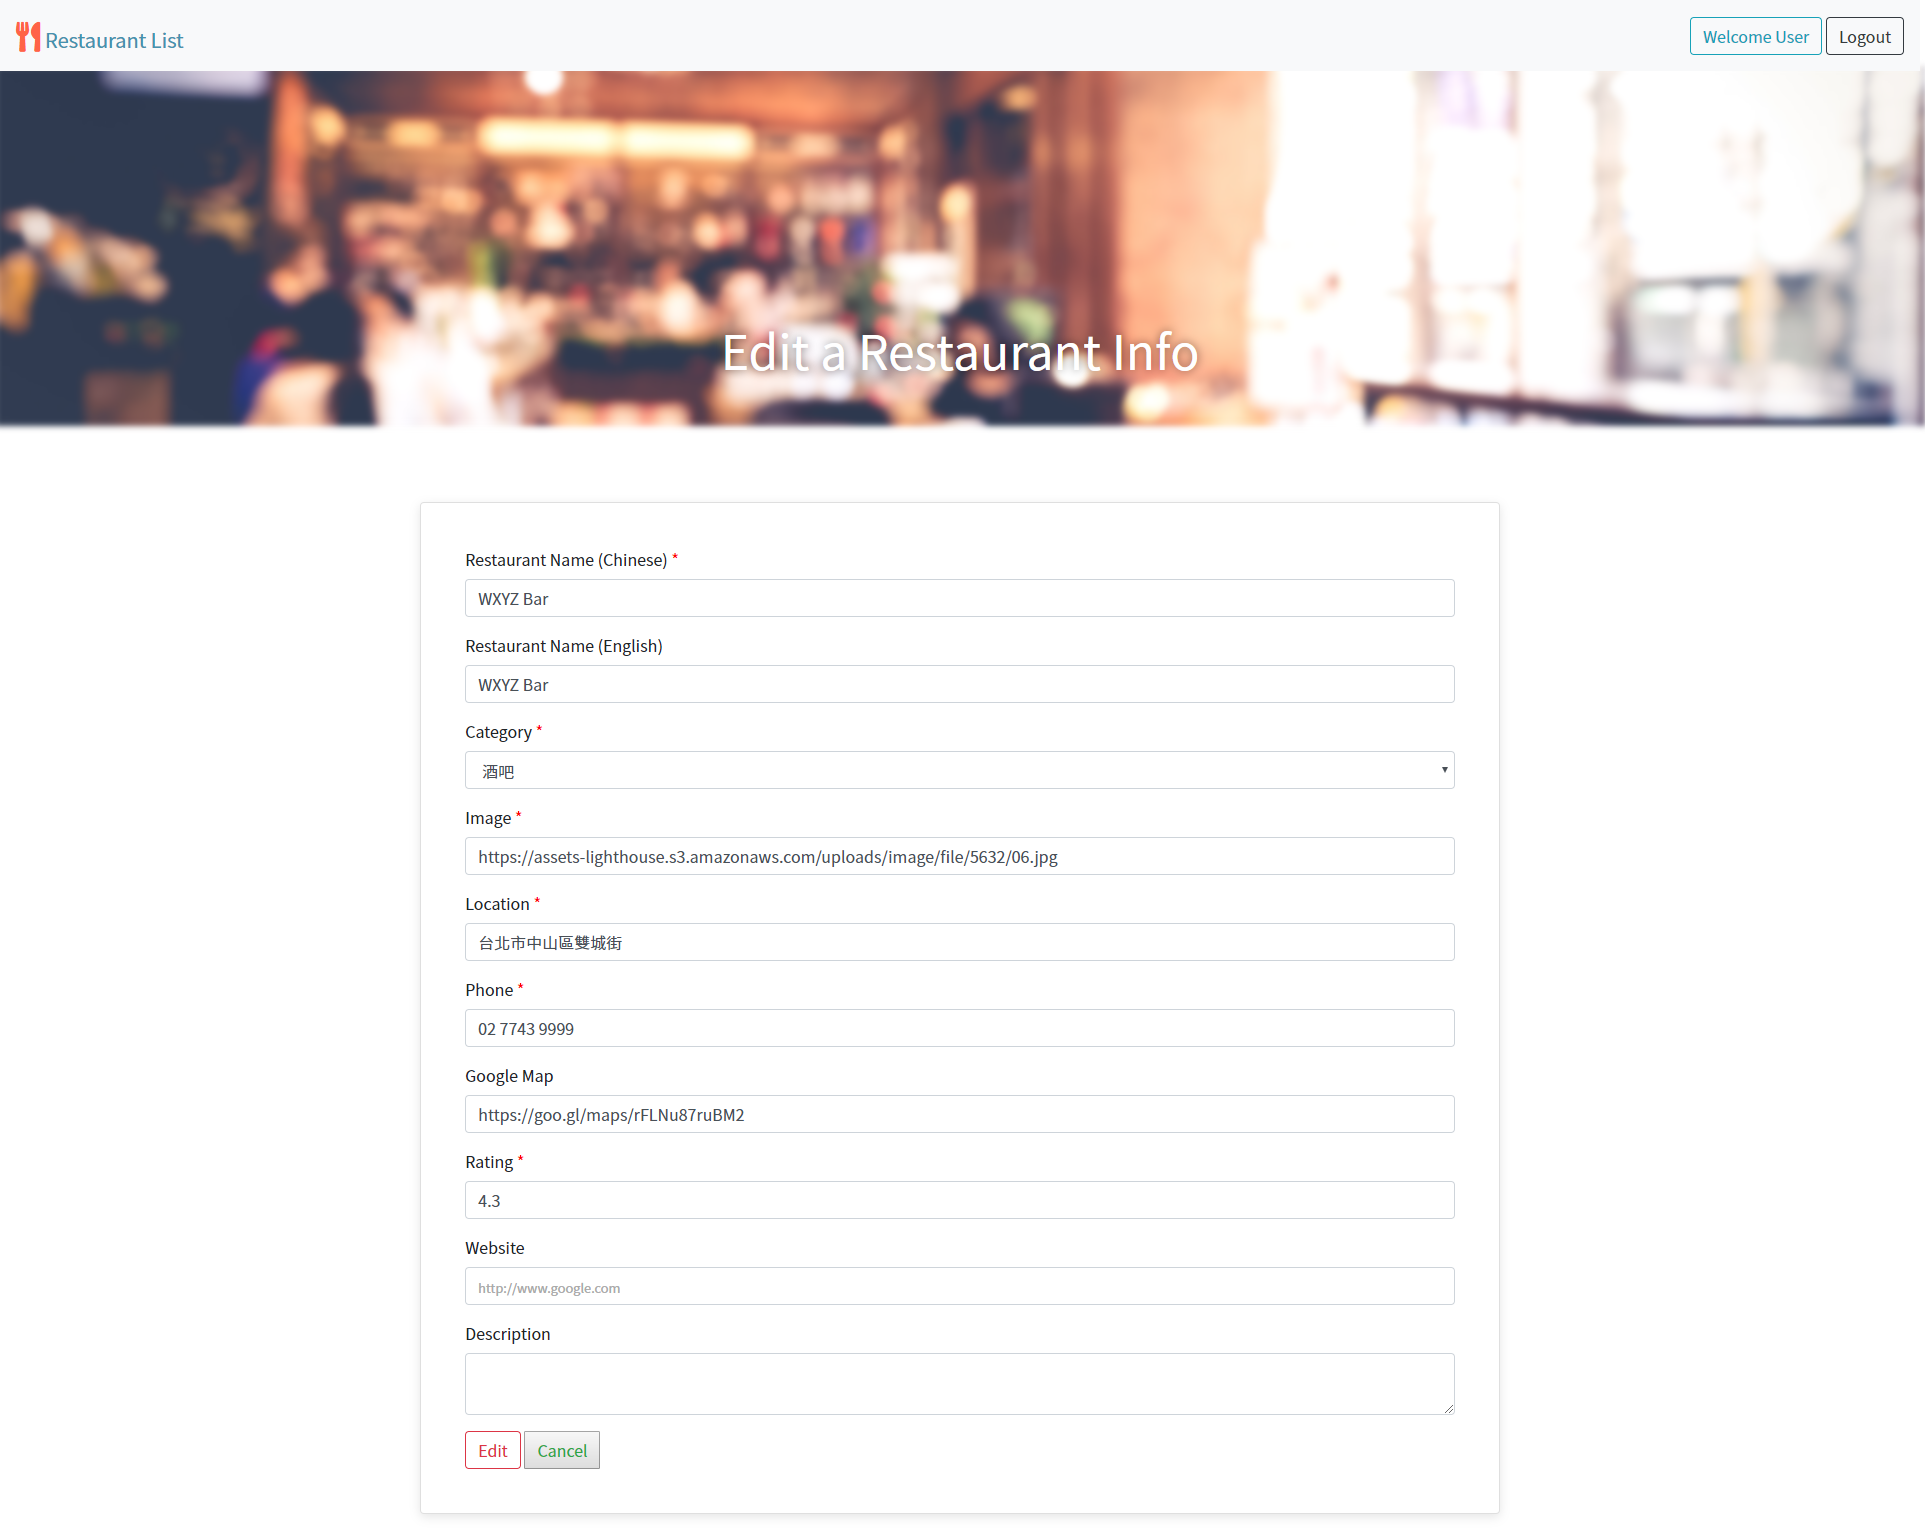 Restaurant List
Welcome User
Logout
Edit a Restaurant Info
Restaurant Name (Chinese) *
WXYZ Bar
Restaurant Name (English)
WXYZ Bar
Category *
酒吧
Image *
https://assets-lighthouse.s3.amazonaws.com/uploads/image/file/5632/06.jpg
Location *
台北市中山區雙城街
Phone *
02 7743 9999
Google Map
https://goo.gl/maps/rFLNu87ruBM2
Rating *
4.3
Website
http://www.google.com
Description
Edit
Cancel